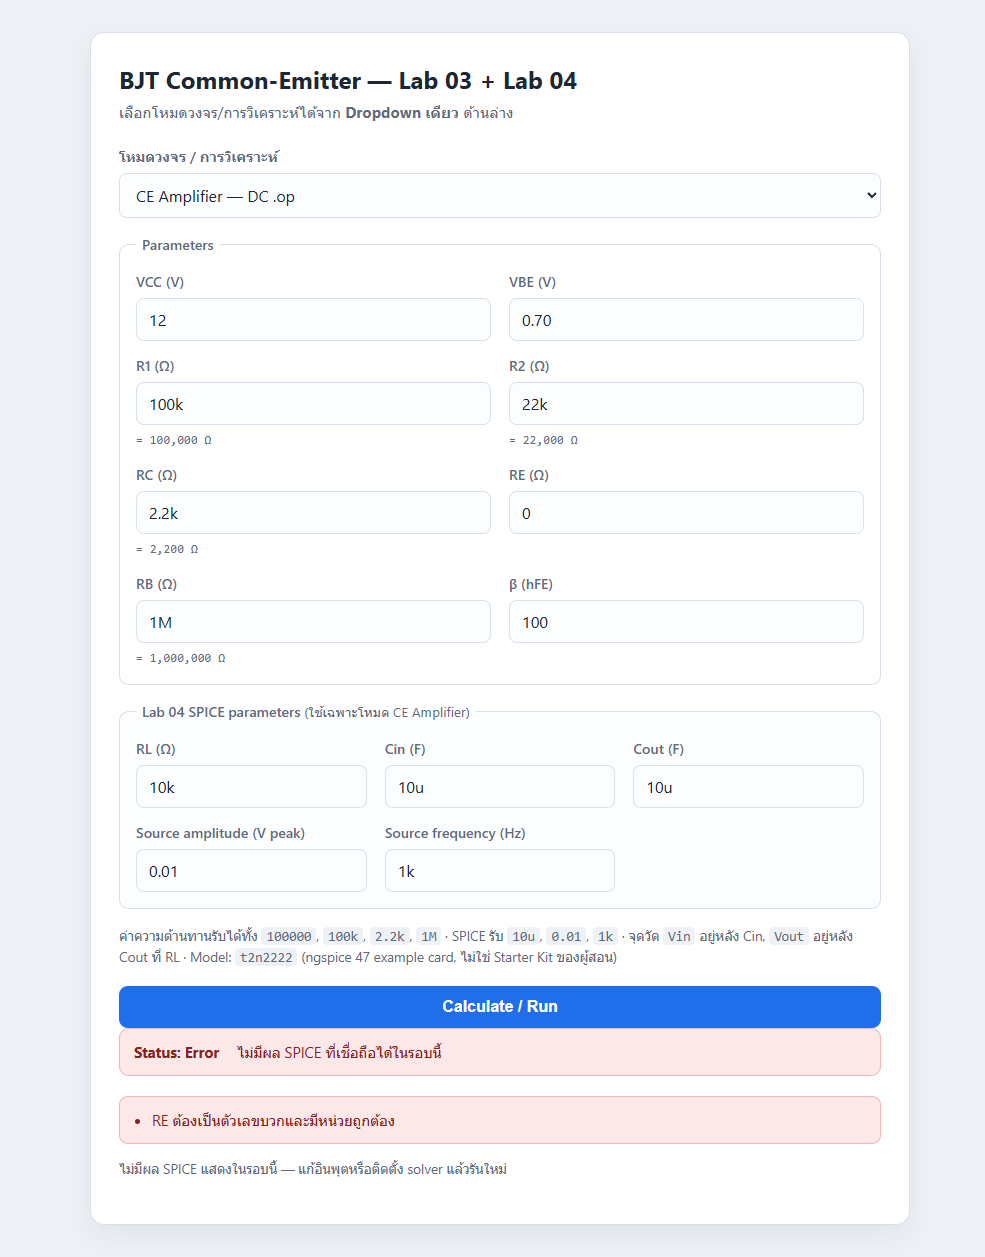 BJT Common-Emitter — Lab 03 + Lab 04
เลือกโหมดวงจร/การวิเคราะห์ได้จาก Dropdown เดียว ด้านล่าง
โหมดวงจร / การวิเคราะห์
CE Amplifier — DC .op
Parameters
VCC (V)
VBE (V)
12
0.70
R1 (Ω)
R2 (Ω)
100k
22k
= 100,000 Ω
= 22,000 Ω
RC (Ω)
RE (Ω)
2.2k
0
= 2,200 Ω
RB (Ω)
β (hFE)
1M
100
= 1,000,000 Ω
Lab 04 SPICE parameters (ใช้เฉพาะโหมด CE Amplifier)
RL (Ω)
Cin (F)
Cout (F)
10k
10u
10u
Source amplitude (V peak)
Source frequency (Hz)
0.01
1k
ค่าความต้านทานรับได้ทั้ง 100000, 100k, 2.2k, 1M · SPICE รับ 10u, 0.01, 1k · จุดวัด Vin อยู่หลัง Cin, Vout อยู่หลัง
Cout ที่ RL · Model: t2n2222 (ngspice 47 example card, ไม่ใช่ Starter Kit ของผู้สอน)
Calculate / Run
Status: Error ไม่มีผล SPICE ที่เชื่อถือได้ในรอบนี้
• RE ต้องเป็นตัวเลขบวกและมีหน่วยถูกต้อง
ไม่มีผล SPICE แสดงในรอบนี้ — แก้อินพุตหรือติดตั้ง solver แล้วรันใหม่